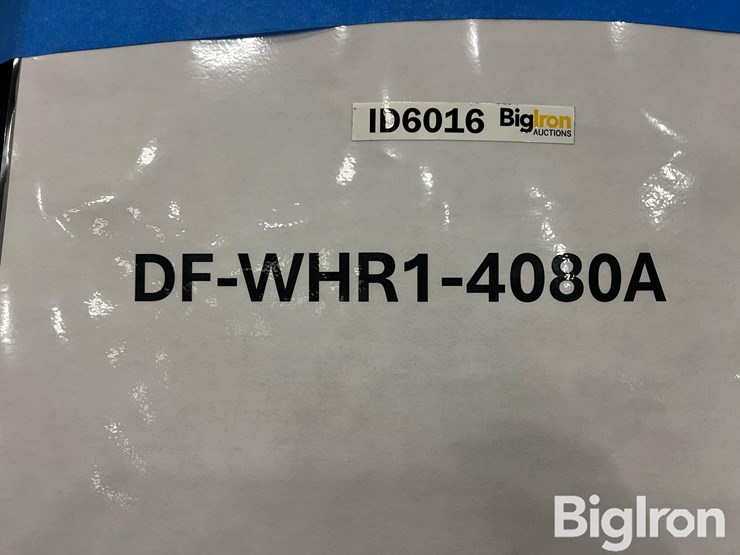 ID6016 BigIron
AUCTIONS
DF-WHR1-4080A
BigIron